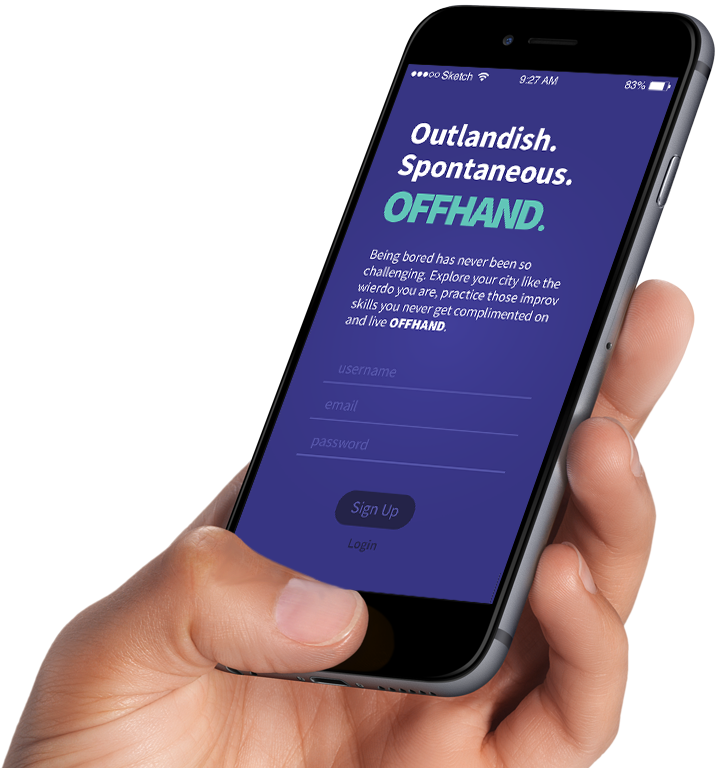 Sketch 9:27 AM 83%
Outlandish.
Spontaneous.
OFFHAND.
Being bored has never been so
challenging. Explore your city like the
wierdo you are, practice those improv
skills you never get complimented on
and live OFFHAND.
username
email
password
Sign Up
Login